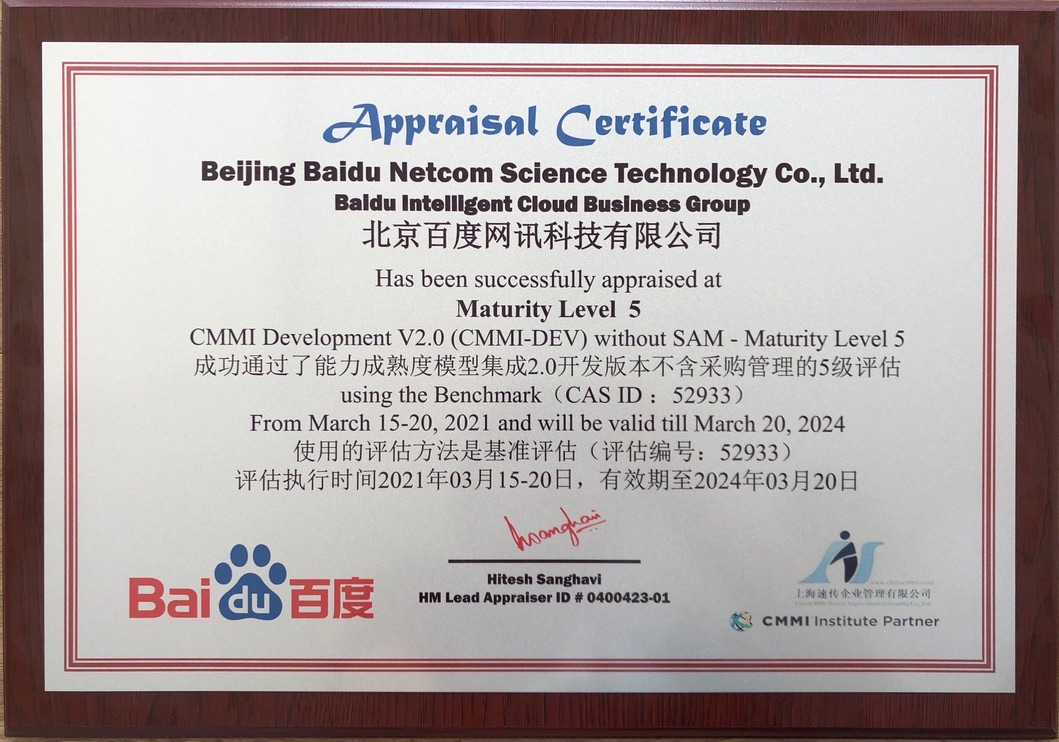 Appraisal Certificate
Beijing Baidu Netcom Science Technology Co., Ltd.
Baidu Intelligent Cloud Business Group
北京百度网讯科技有限公司
Has been successfully appraised at
Maturity Level 5
CMMI Development V2.0 (CMMI-DEV) without SAM - Maturity Level 5
成功通过了能力成熟度模型集成2.0开发版本不含采购管理的5级评估
using the Benchmark（CAS ID： 52933）
From March 15-20, 2021 and will be valid till March 20, 2024
使用的评估方法是基准评估（评估编号：52933）
评估执行时间2021年03月15-20日，有效期至2024年03月20日
Hitesh Sanghavi
HM Lead Appraiser ID # 0400423-01
Bai du 百度
上海速传企业管理有限公司
CMMI Institute Partner